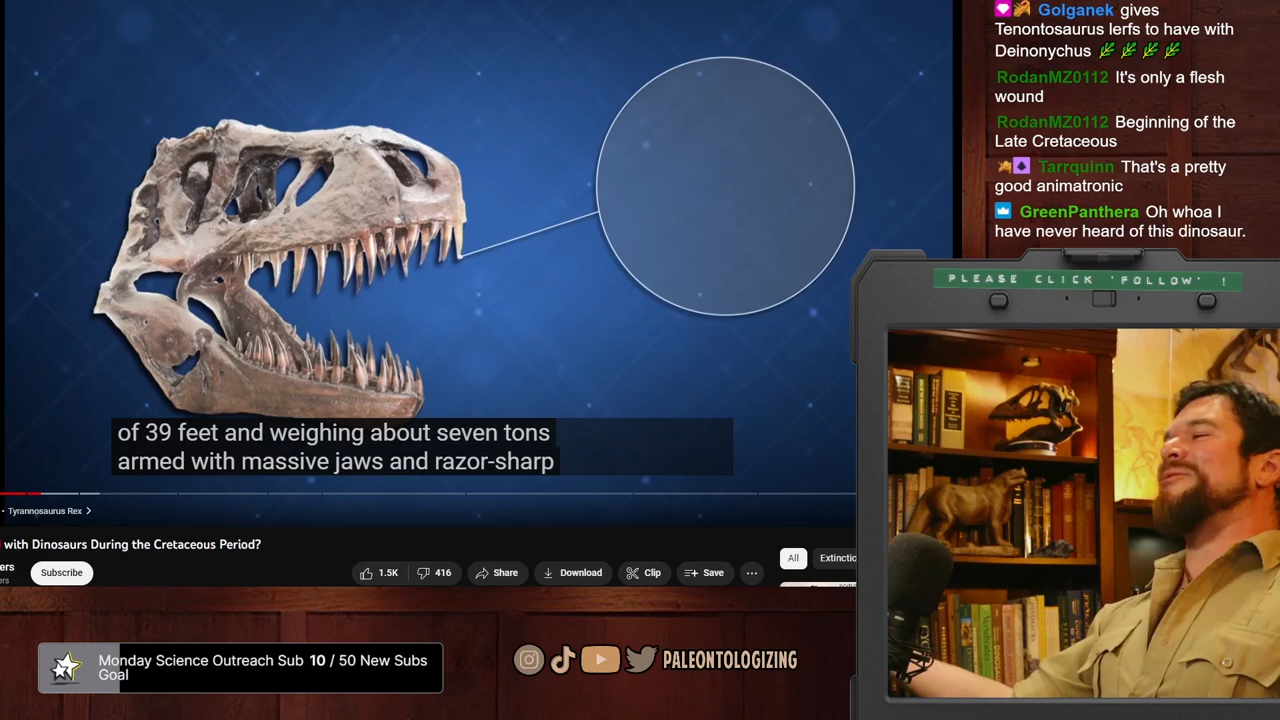 Golganek gives
Tenontosaurus lerfs to have with
Deinonychus
RodanMZ0112 It's only a flesh
wound
RodanMZ0112 Beginning of the
Late Cretaceous
Tarrquinn That's a pretty
good animatronic
GreenPanthera Oh whoa I
have never heard of this dinosaur.
PLEASE CLICK 'FOLLOW' !
of 39 feet and weighing about seven tons
armed with massive jaws and razor-sharp
• Tyrannosaurus Rex
with Dinosaurs During the Cretaceous Period?
ers
ers
Subscribe
1.5K
416
Share
Download
Clip
Save
All
Extinctio
Monday Science Outreach Sub 10 / 50 New Subs
Goal
PALEONTOLOGIZING